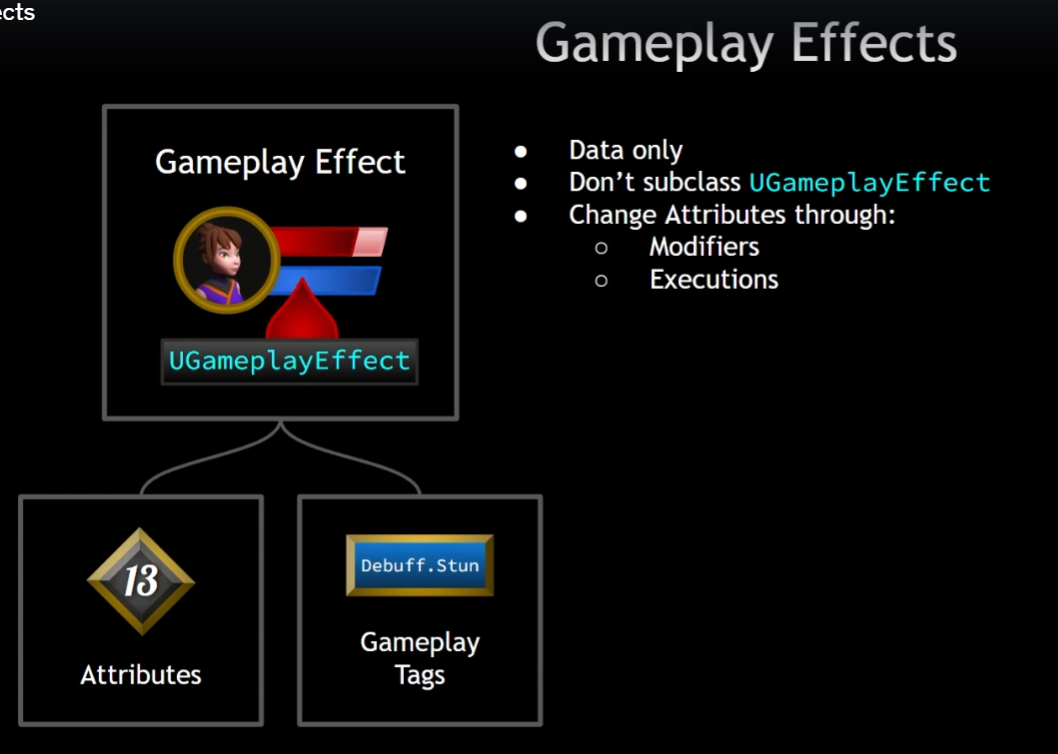 ects
Gameplay Effects
Gameplay Effect
UGameplayEffect
● Data only
● Don’t subclass UGameplayEffect
● Change Attributes through:
○ Modifiers
○ Executions
13
Attributes
Debuff.Stun
Gameplay
Tags